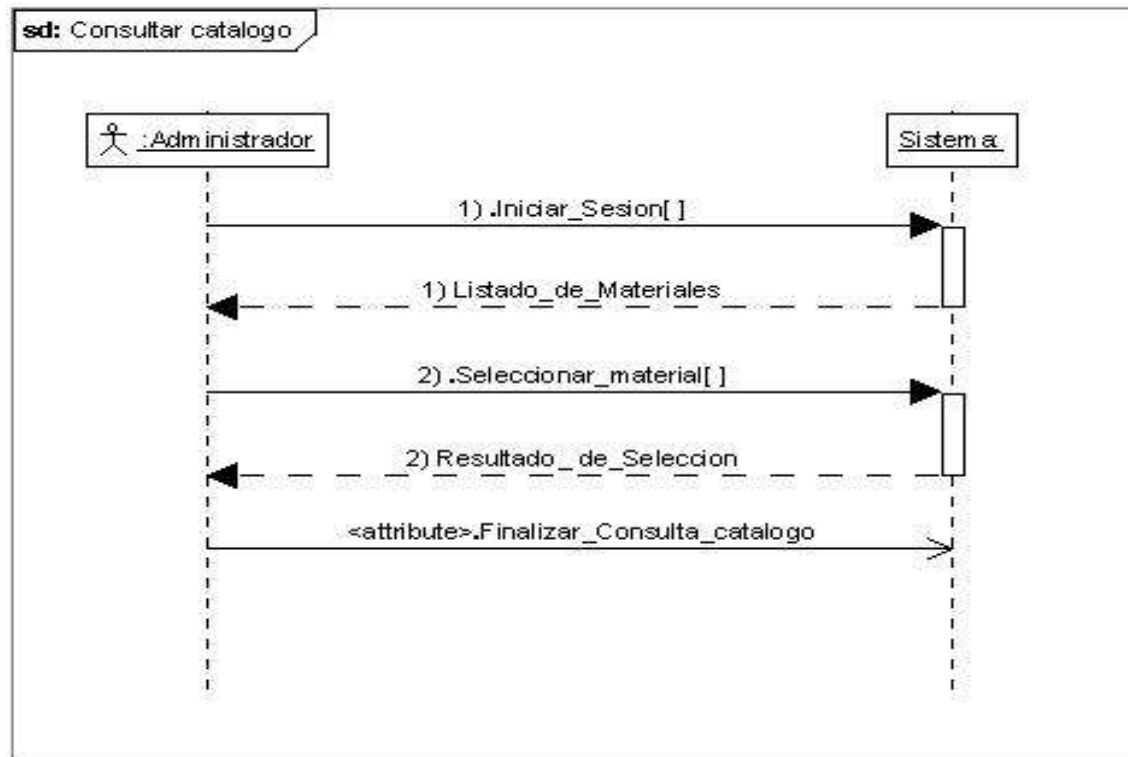 sd: Consultar catalogo
:Administrador
Sistema:
1) .Iniciar_Sesion[ ]
1) Listado_de_Materiales
2) .Seleccionar_material[ ]
2) Resultado_ de_Seleccion
<attribute>.Finalizar_Consulta_catalogo